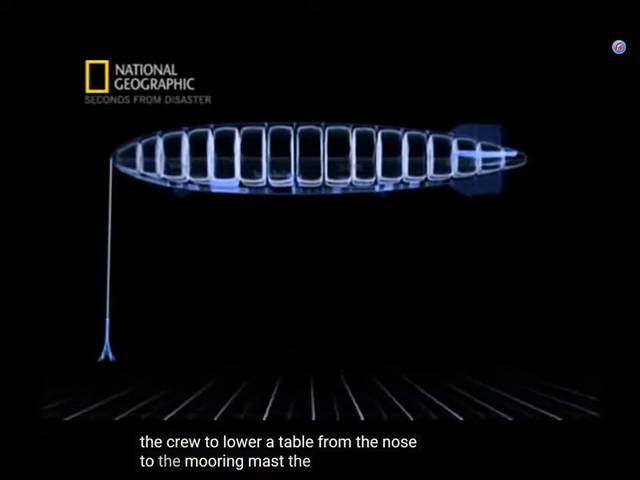 NATIONAL
GEOGRAPHIC
SECONDS FROM DISASTER
the crew to lower a table from the nose
to the mooring mast the